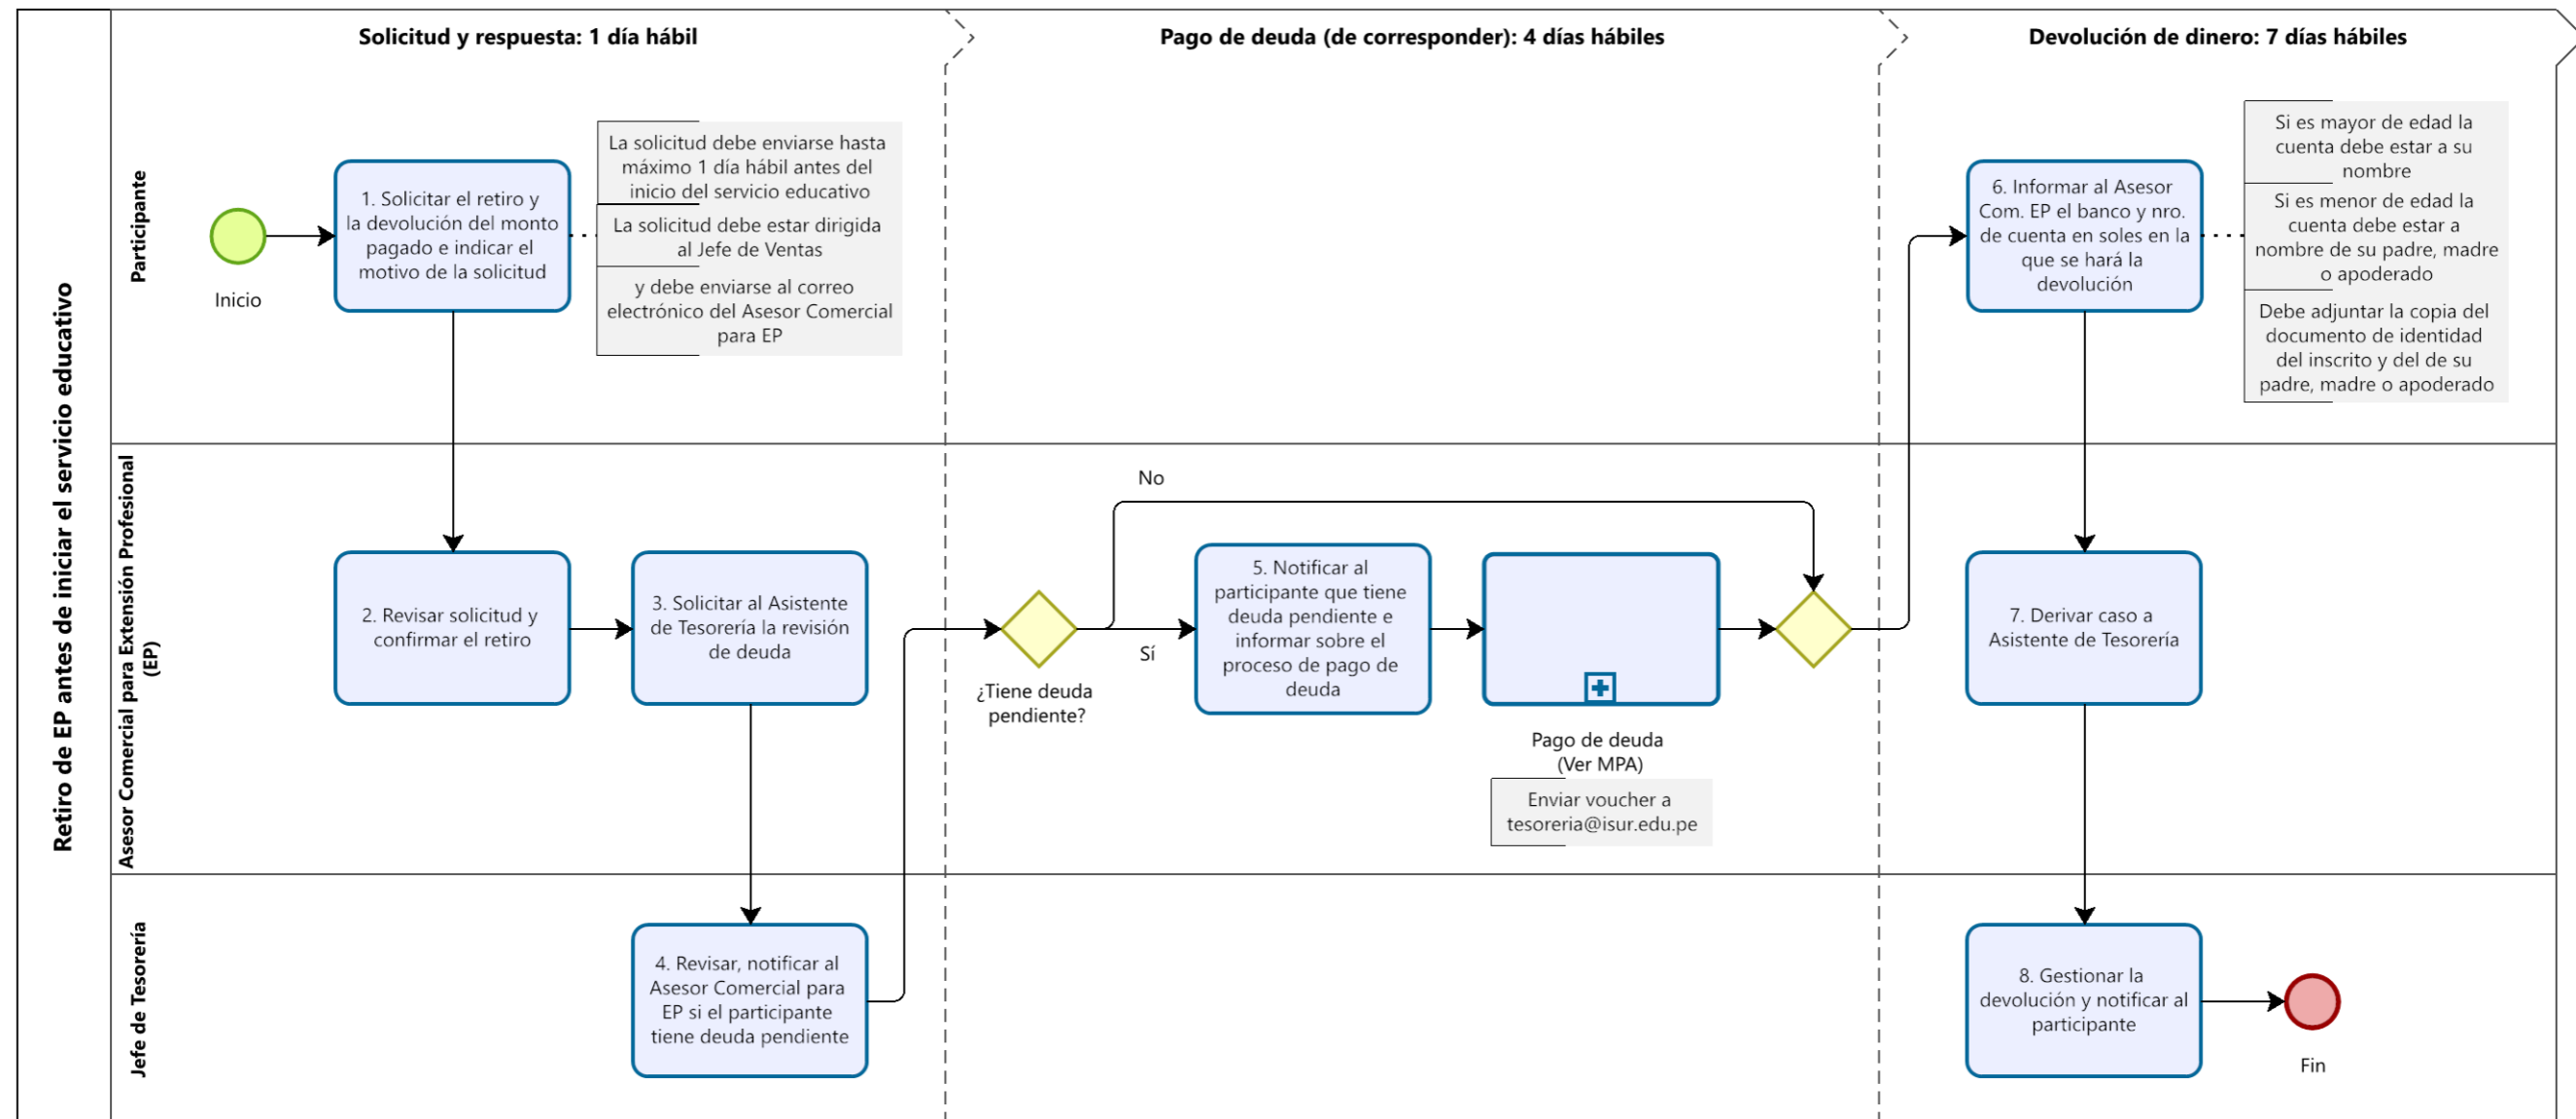 Retiro de EP antes de iniciar el servicio educativo
Solicitud y respuesta: 1 día hábil
Pago de deuda (de corresponder): 4 días hábiles
Devolución de dinero: 7 días hábiles
Participante
Inicio
1. Solicitar el retiro y
la devolución del monto
pagado e indicar el
motivo de la solicitud
La solicitud debe enviarse hasta
máximo 1 día hábil antes del
inicio del servicio educativo
La solicitud debe estar dirigida
al Jefe de Ventas
y debe enviarse al correo
electrónico del Asesor Comercial
para EP
6. Informar al Asesor
Com. EP el banco y nro.
de cuenta en soles en la
que se hará la
devolución
Si es mayor de edad la
cuenta debe estar a su
nombre
Si es menor de edad la
cuenta debe estar a
nombre de su padre, madre
o apoderado
Debe adjuntar la copia del
documento de identidad
del inscrito y del de su
padre, madre o apoderado
Asesor Comercial para Extensión Profesional
(EP)
2. Revisar solicitud y
confirmar el retiro
3. Solicitar al Asistente
de Tesorería la revisión
de deuda
¿Tiene deuda
pendiente?
No
Sí
5. Notificar al
participante que tiene
deuda pendiente e
informar sobre el
proceso de pago de
deuda
Pago de deuda
(Ver MPA)
Enviar voucher a
tesoreria@isur.edu.pe
7. Derivar caso a
Asistente de Tesorería
Jefe de Tesorería
4. Revisar, notificar al
Asesor Comercial para
EP si el participante
tiene deuda pendiente
8. Gestionar la
devolución y notificar al
participante
Fin